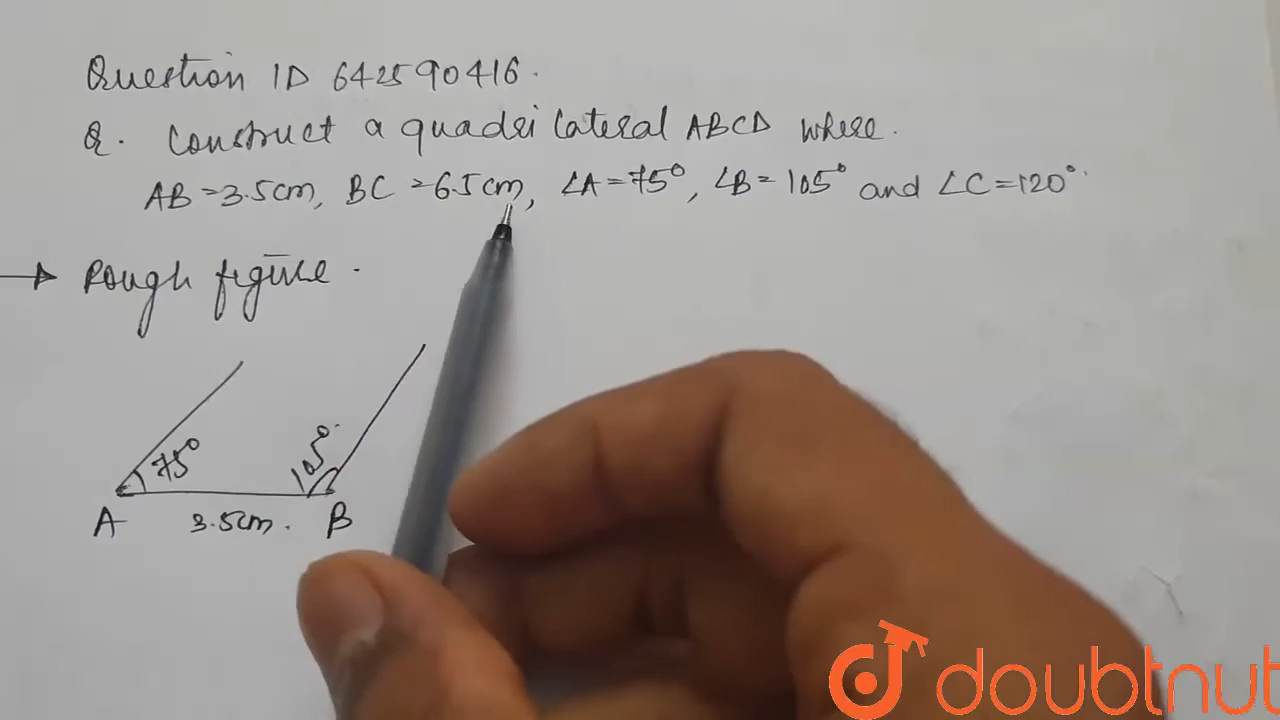 Question ID 642590416.
Q. Construct a quadrilateral ABCD where.
AB = 3.5cm, BC = 6.5cm, ∠A = 75°, ∠B = 105° and ∠C = 120°.
Rough figure.
75°
105°
A 3.5cm. B
doubtnut